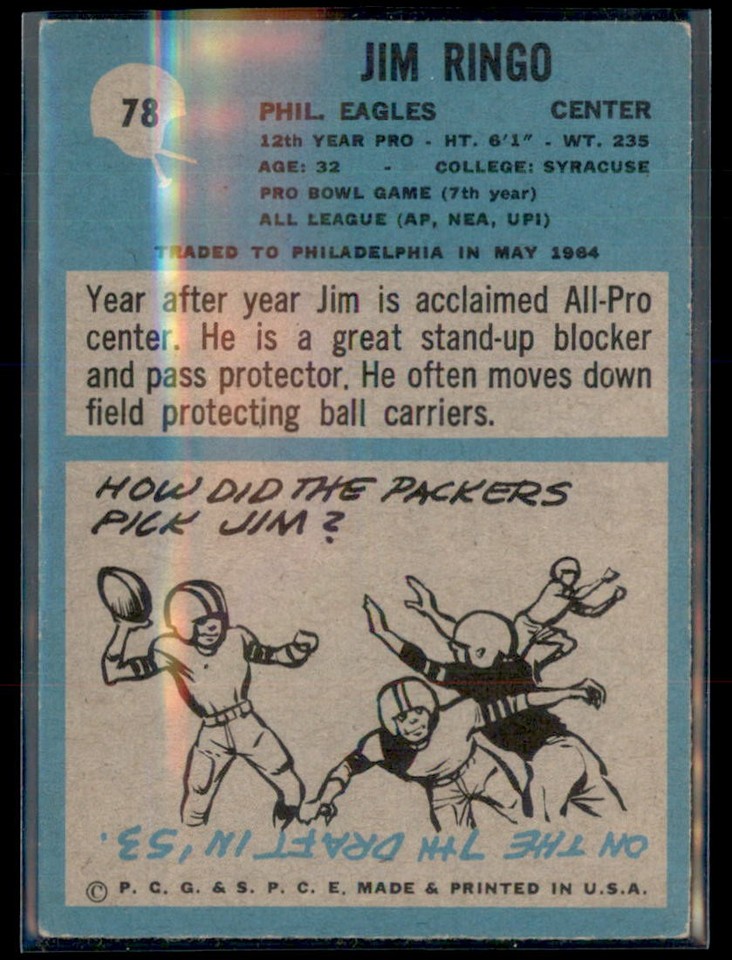 JIM RINGO
78
PHIL. EAGLES CENTER
12th YEAR PRO - HT. 6'1" - WT. 235
AGE: 32 - COLLEGE: SYRACUSE
PRO BOWL GAME (7th year)
ALL LEAGUE (AP, NEA, UPI)
TRADED TO PHILADELPHIA IN MAY 1964
Year after year Jim is acclaimed All-Pro
center. He is a great stand-up blocker
and pass protector. He often moves down
field protecting ball carriers.
HOW DID THE PACKERS
PICK JIM?
ON THE 7TH DRAFT IN '53.
© P. C. G. & S. P. C. E. MADE & PRINTED IN U.S.A.